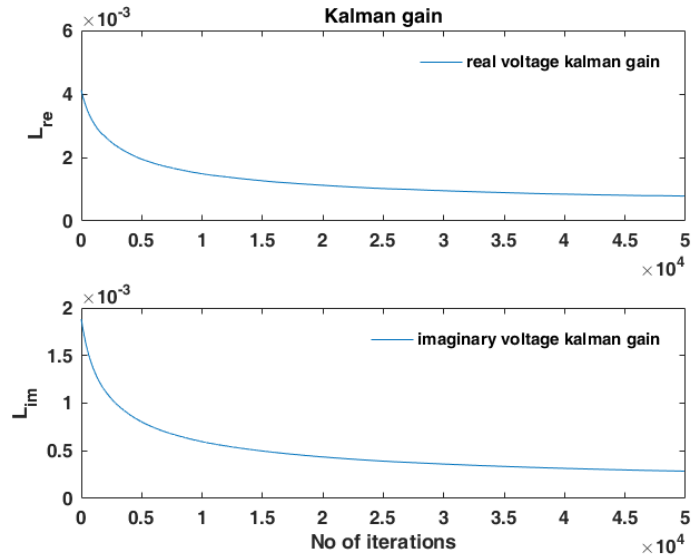 Kalman gain
× 10⁻³
6
4
2
0
L_re
real voltage kalman gain
0 0.5 1 1.5 2 2.5 3 3.5 4 4.5 5
× 10⁴
× 10⁻³
2
1.5
1
0.5
0
L_im
imaginary voltage kalman gain
0 0.5 1 1.5 2 2.5 3 3.5 4 4.5 5
No of iterations
× 10⁴